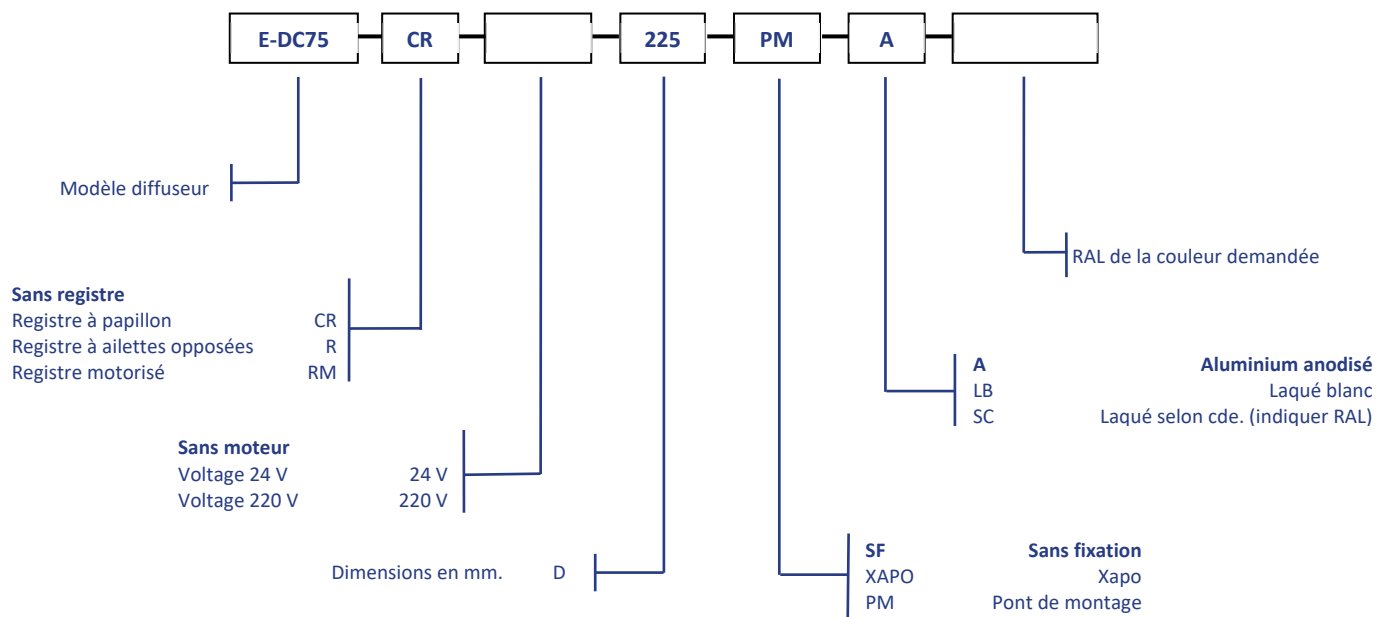 E-DC75 CR 225 PM A
Modèle diffuseur
RAL de la couleur demandée
Sans registre
Registre à papillon CR
Registre à ailettes opposées R
Registre motorisé RM
A Aluminium anodisé
LB Laqué blanc
SC Laqué selon cde. (indiquer RAL)
Sans moteur
Voltage 24 V 24 V
Voltage 220 V 220 V
Dimensions en mm. D
SF Sans fixation
XAPO Xapo
PM Pont de montage